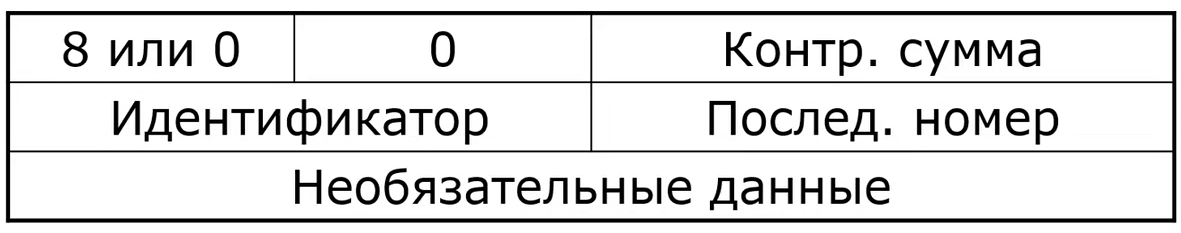 8 или 0 0 Контр. сумма
Идентификатор Послед. номер
Необязательные данные